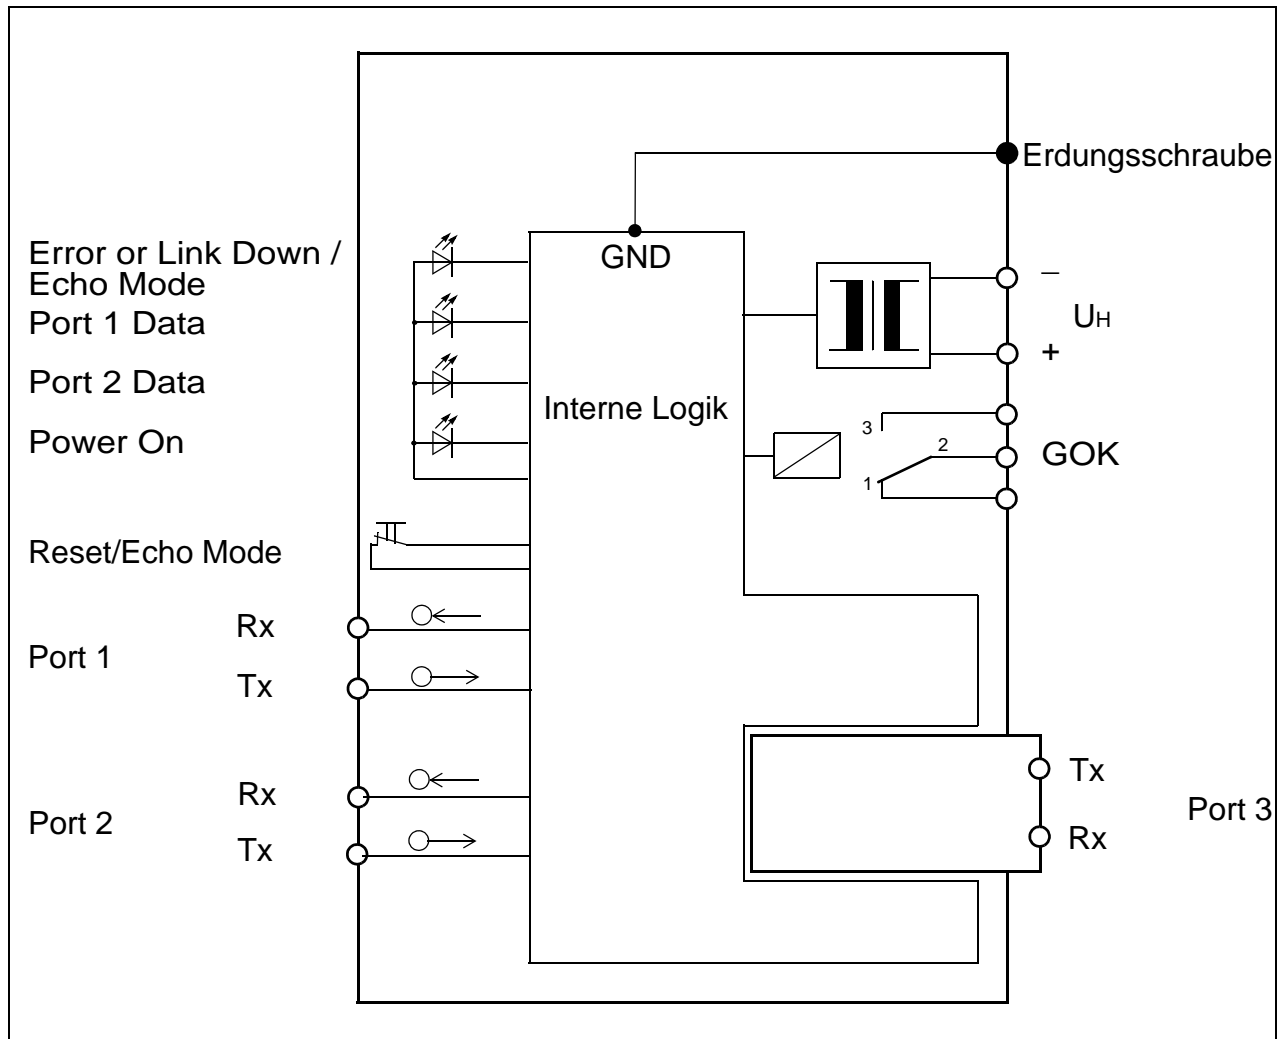 Erdungsschraube
Error or Link Down /
Echo Mode
GND
–
Port 1 Data
UH
+
Port 2 Data
Interne Logik
3
Power On
2
GOK
1
Reset/Echo Mode
Rx
Port 1
Tx
Rx
Port 2
Tx
Tx
Port 3
Rx